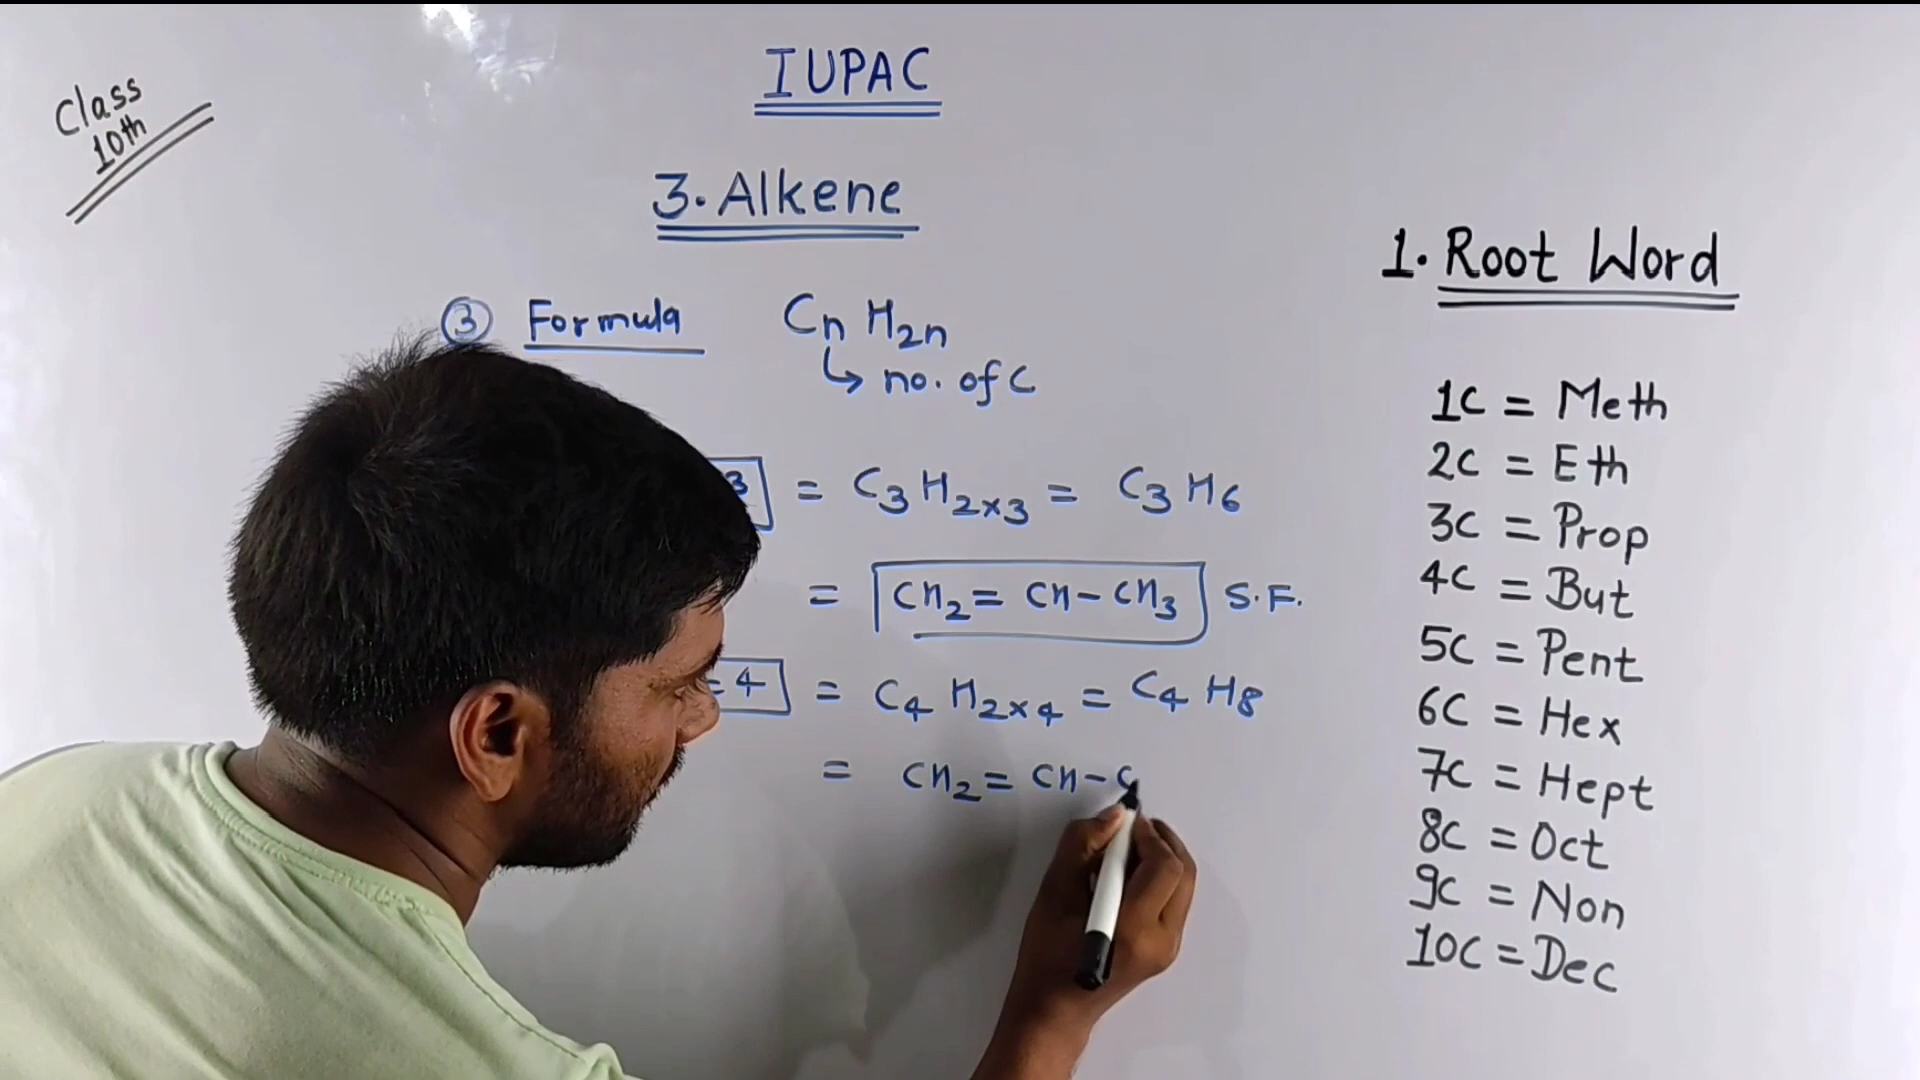 Class
10th
IUPAC
3. Alkene
③ Formula CnH2n
↳ no. of C
3 = C3H2×3 = C3H6
= CH2 = CH - CH3 S.F.
= 4 = C4H2×4 = C4H8
= CH2 = CH - C
1. Root Word
1C = Meth
2C = Eth
3C = Prop
4C = But
5C = Pent
6C = Hex
7C = Hept
8C = Oct
9C = Non
10C = Dec